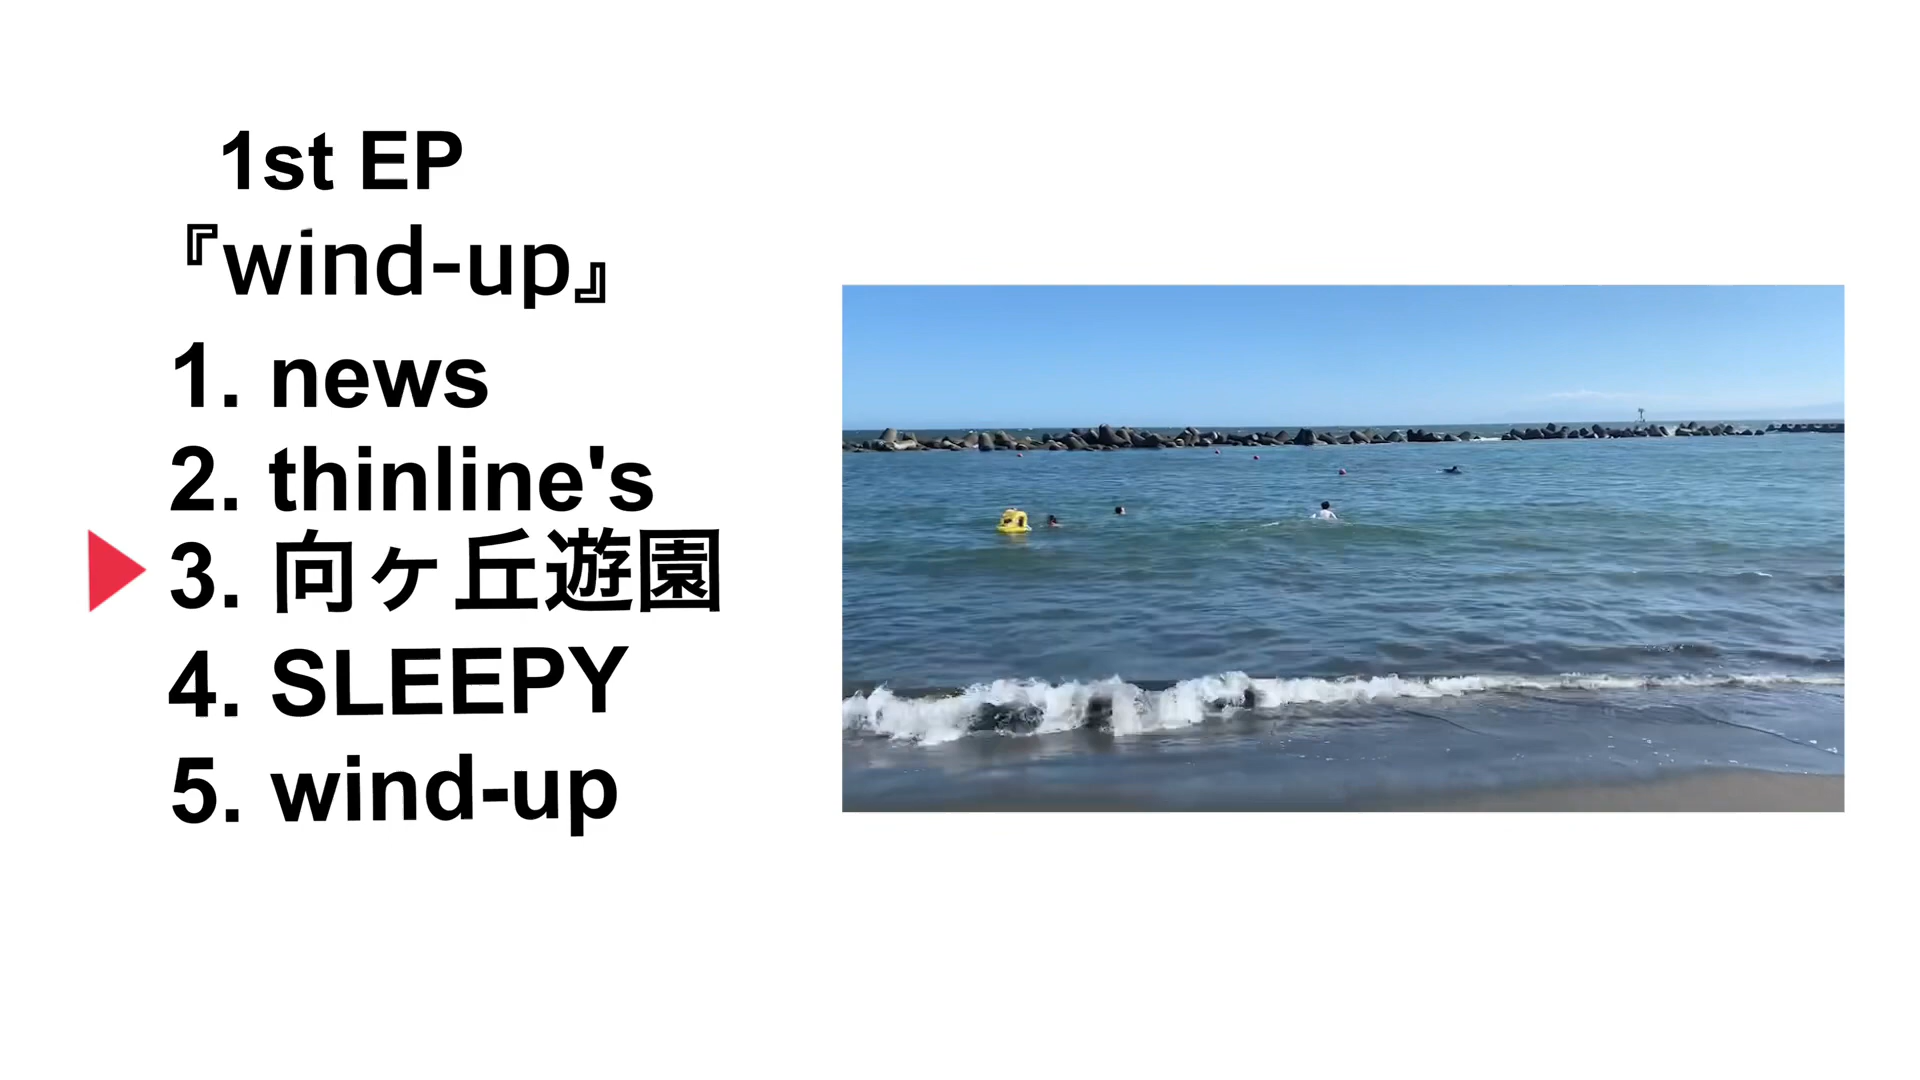 1st EP
『wind-up』
1. news
2. thinline's
3. 向ヶ丘遊園
4. SLEEPY
5. wind-up